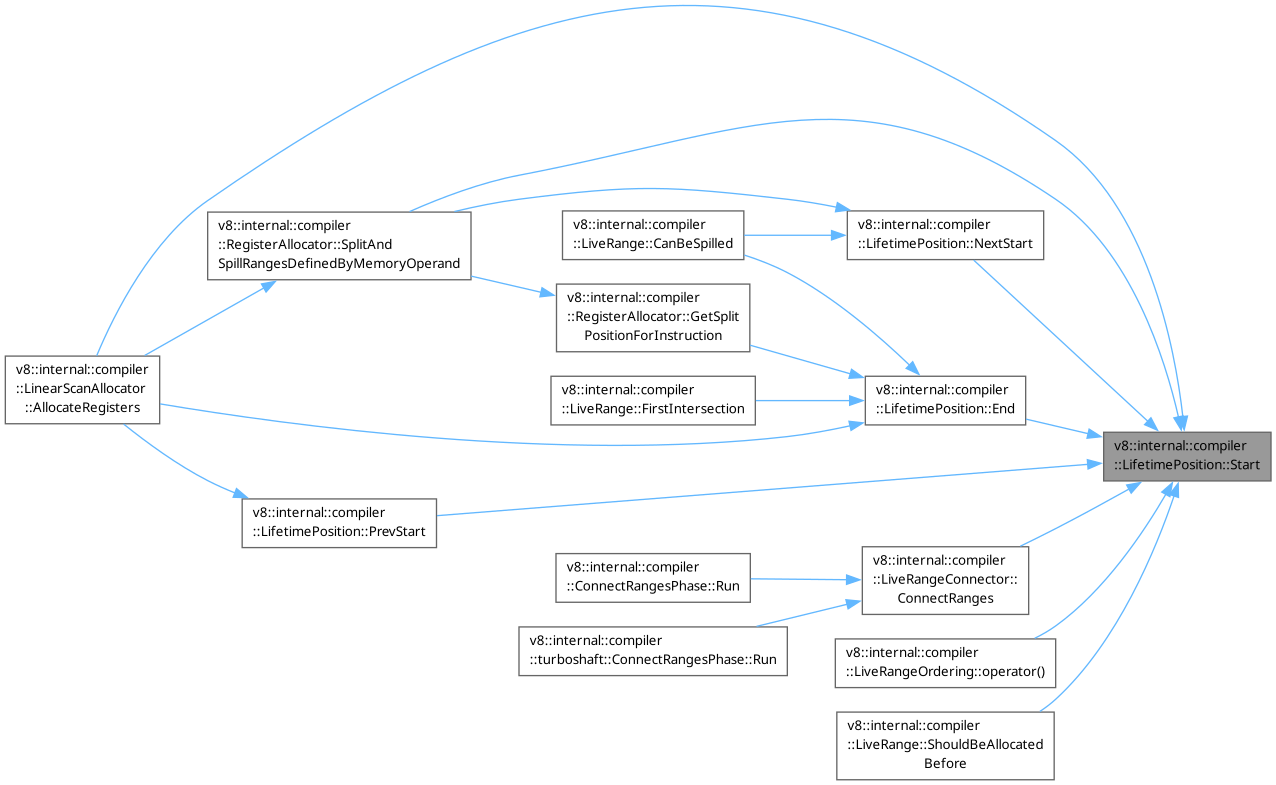 v8::internal::compiler
::RegisterAllocator::SplitAnd
SpillRangesDefinedByMemoryOperand
v8::internal::compiler
::LiveRange::CanBeSpilled
v8::internal::compiler
::LifetimePosition::NextStart
v8::internal::compiler
::RegisterAllocator::GetSplit
PositionForInstruction
v8::internal::compiler
::LinearScanAllocator
::AllocateRegisters
v8::internal::compiler
::LiveRange::FirstIntersection
v8::internal::compiler
::LifetimePosition::End
v8::internal::compiler
::LifetimePosition::Start
v8::internal::compiler
::LifetimePosition::PrevStart
v8::internal::compiler
::ConnectRangesPhase::Run
v8::internal::compiler
::LiveRangeConnector::
ConnectRanges
v8::internal::compiler
::turboshaft::ConnectRangesPhase::Run
v8::internal::compiler
::LiveRangeOrdering::operator()
v8::internal::compiler
::LiveRange::ShouldBeAllocated
Before